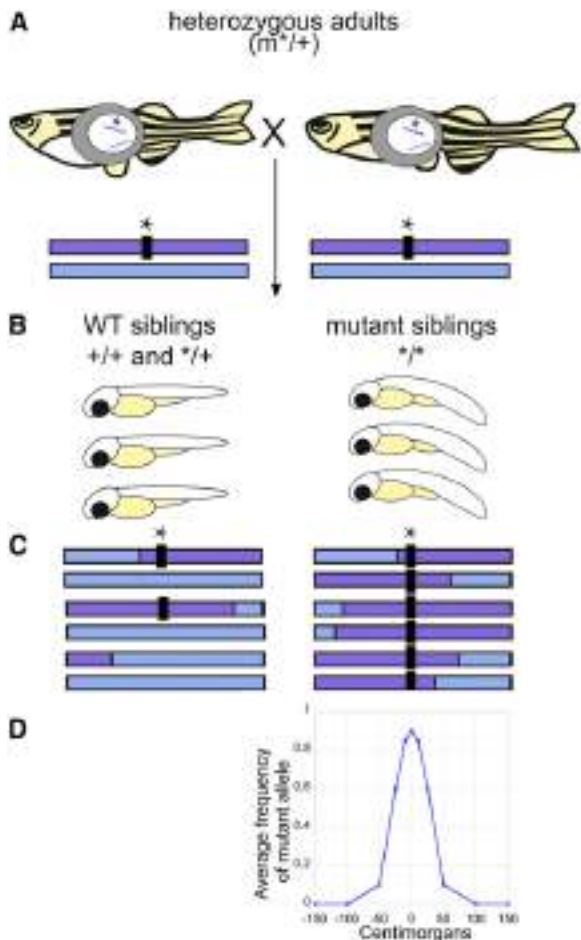 A
heterozygous adults
(m*/+)
X
*
*
B
WT siblings
+/+ and */+
mutant siblings
*/*
C
*
*
D
Average frequency
of mutant allele
1
0.8
0.6
0.4
0.2
0
-150 -100 -50 0 50 100 150
Centimorgans